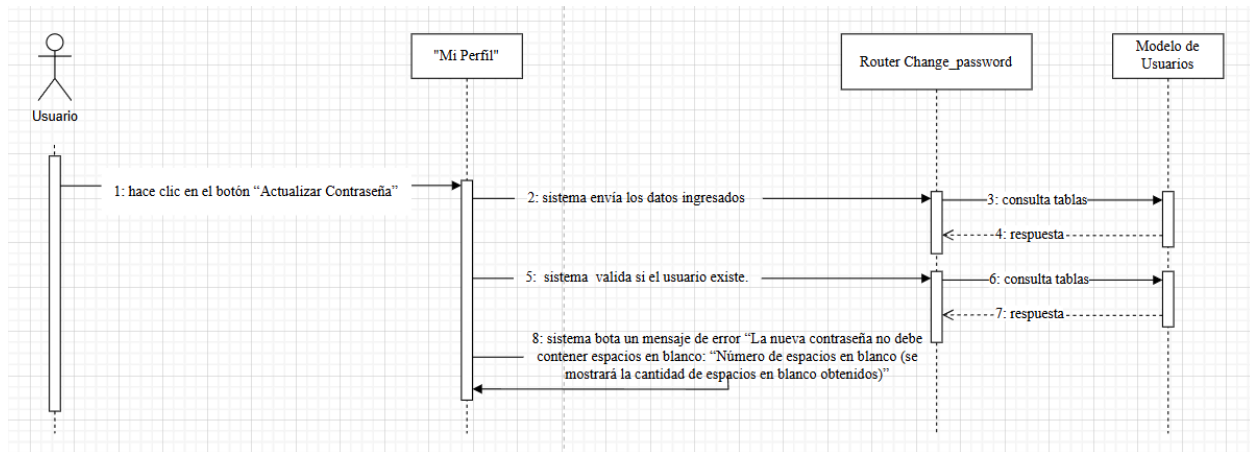 "Mi Perfil"
Router Change_password
Modelo de
Usuarios
Usuario
1: hace clic en el botón “Actualizar Contraseña”
2: sistema envía los datos ingresados
3: consulta tablas
4: respuesta
5:  sistema  valida si el usuario existe.
6: consulta tablas
7: respuesta
8: sistema bota un mensaje de error “La nueva contraseña no debe
contener espacios en blanco: “Número de espacios en blanco (se
mostrará la cantidad de espacios en blanco obtenidos)”